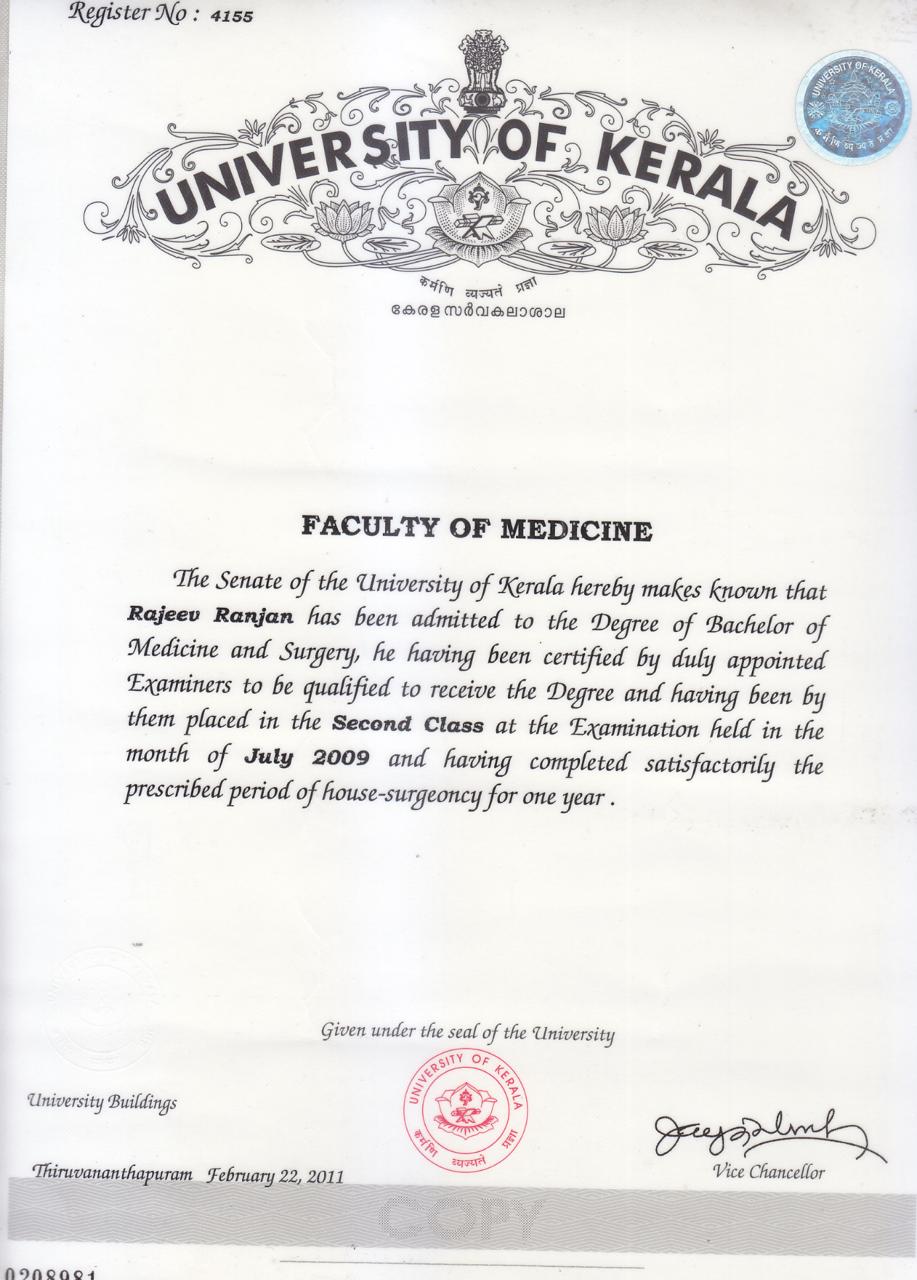 Register No : 4155
UNIVERSITY OF KERALA
UNIVERSITY OF KERALA
कर्मणि व्यज्यते प्रज्ञा
कर्मणि व्यज्यते प्रज्ञा
കേരള സർവകലാശാല
FACULTY OF MEDICINE
The Senate of the University of Kerala hereby makes known that
Rajeev Ranjan has been admitted to the Degree of Bachelor of
Medicine and Surgery, he having been certified by duly appointed
Examiners to be qualified to receive the Degree and having been by
them placed in the Second Class at the Examination held in the
month of July 2009 and having completed satisfactorily the
prescribed period of house-surgeoncy for one year .
Given under the seal of the University
UNIVERSITY OF KERALA
कर्मणि व्यज्यते प्रज्ञा
University Buildings
Vice Chancellor
Thiruvananthapuram February 22, 2011
COPY
0208981